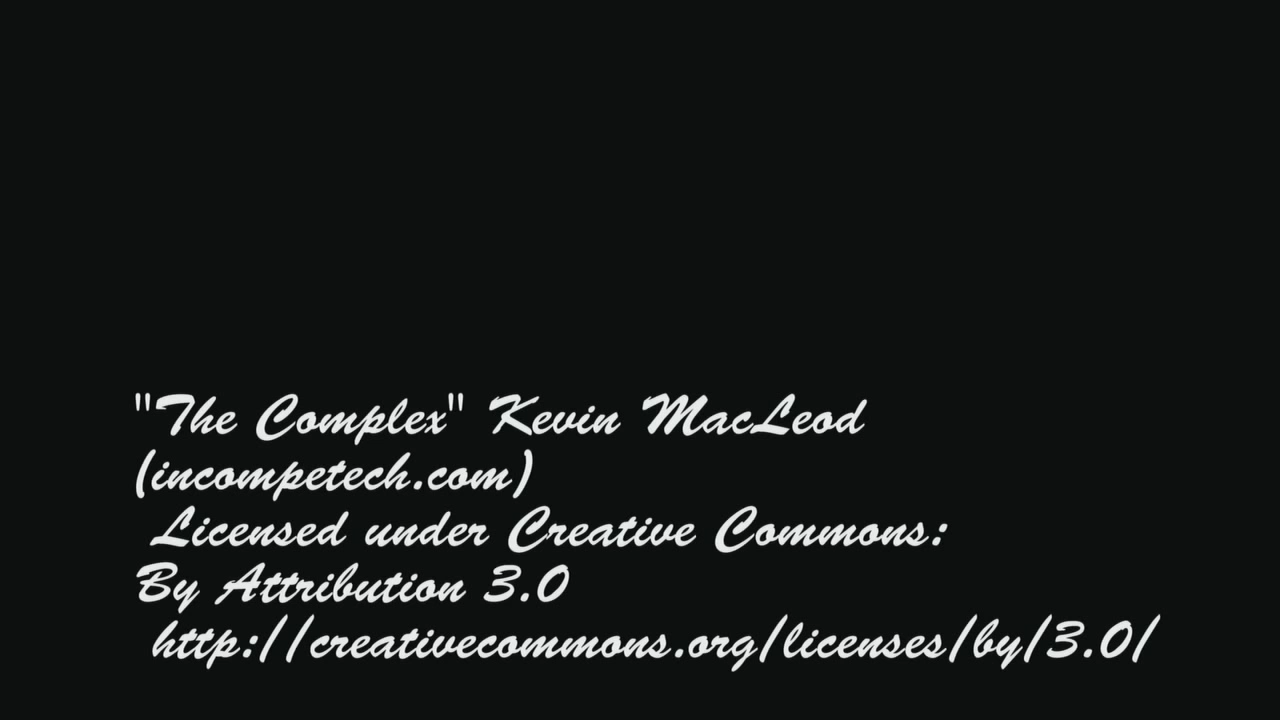 "The Complex" Kevin MacLeod
(incompetech.com)
Licensed under Creative Commons:
By Attribution 3.0
http://creativecommons.org/licenses/by/3.0/